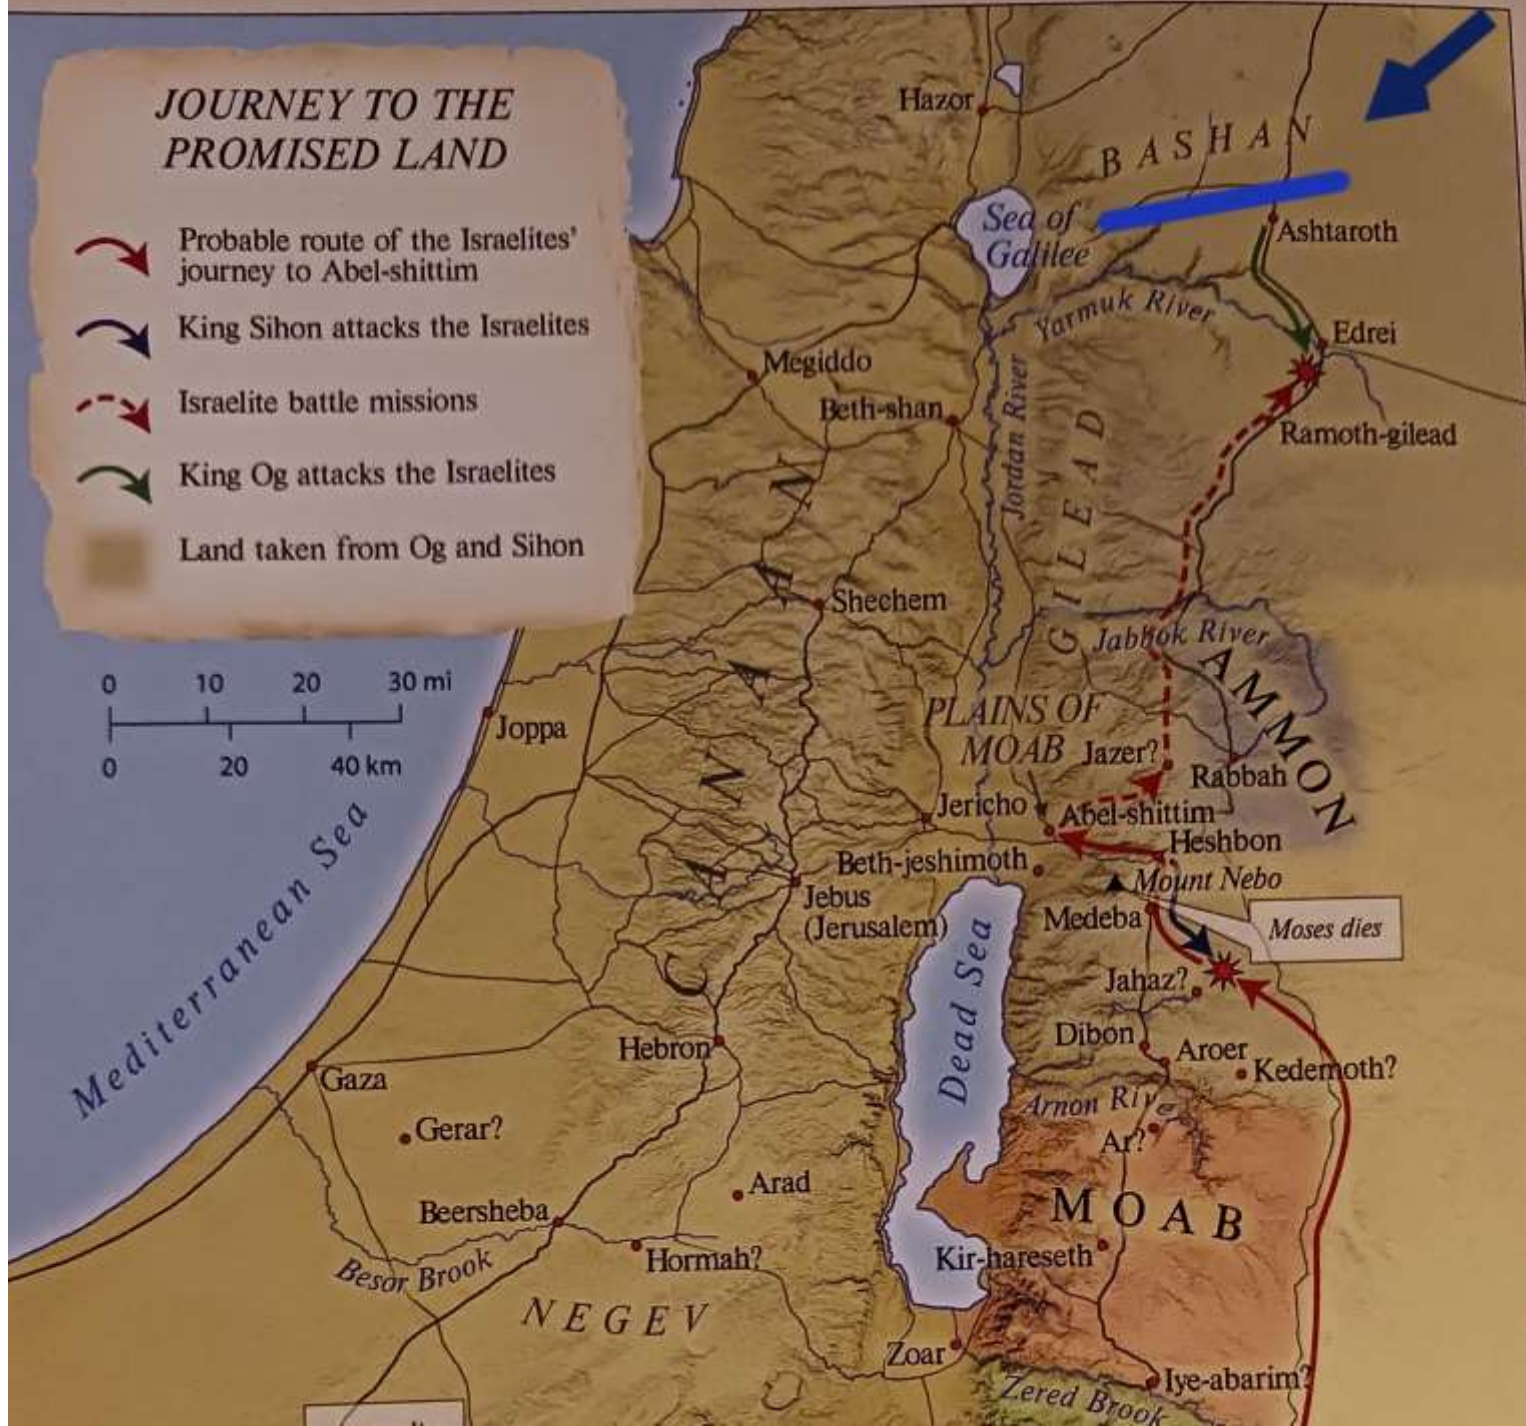 JOURNEY TO THE
PROMISED LAND
Probable route of the Israelites'
journey to Abel-shittim
King Sihon attacks the Israelites
Israelite battle missions
King Og attacks the Israelites
Land taken from Og and Sihon
0 10 20 30 mi
0 20 40 km
Mediterranean Sea
Hazor
BASHAN
Sea of
Galilee
Ashtaroth
Yarmuk River
Edrei
Megiddo
Beth-shan
Jordan River
Ramoth-gilead
GILEAD
CANAAN
Shechem
Jabbok River
AMMON
PLAINS OF
MOAB
Joppa
Jazer?
Rabbah
Jericho
Abel-shittim
Heshbon
Beth-jeshimoth
Mount Nebo
Jebus
(Jerusalem)
Medeba
Moses dies
Dead Sea
Jahaz?
Hebron
Dibon
Aroer
Kedemoth?
Gaza
Arnon River
Gerar?
Ar?
Arad
MOAB
Beersheba
Hormah?
Kir-hareseth
Besor Brook
NEGEV
Zoar
Iye-abarim?
Zered Brook